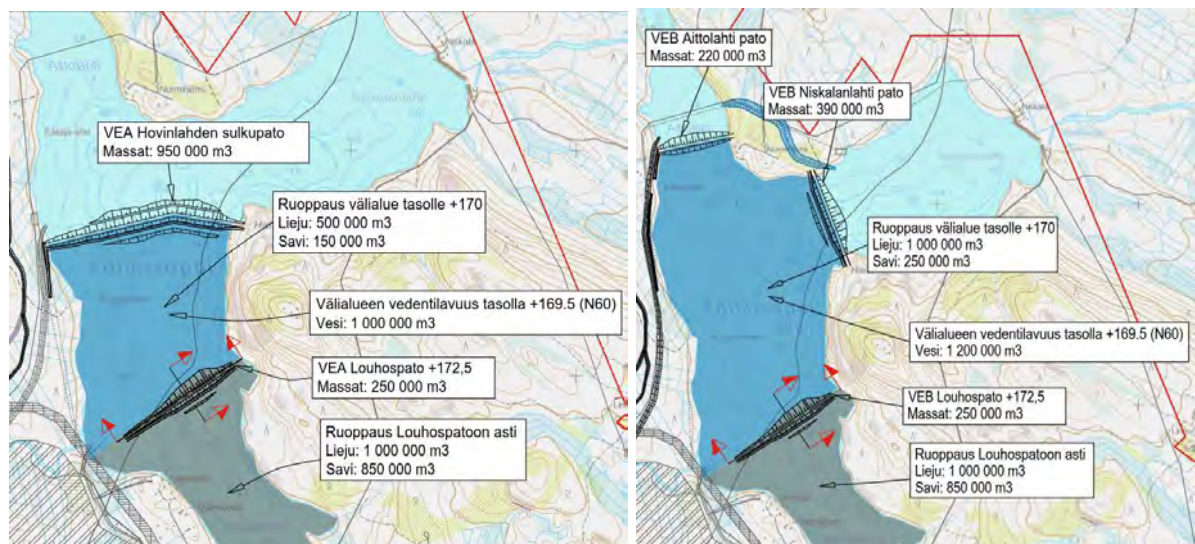 Aittolahti
Nurmisaari
Niskala
VEA Hovinlahden sulkupato
Massat: 950 000 m3
Ruoppaus välialue tasolle +170
Lieju: 500 000 m3
Savi: 150 000 m3
Välialueen vedentilavuus tasolla +169.5 (N60)
Vesi: 1 000 000 m3
VEA Louhospato +172,5
Massat: 250 000 m3
Ruoppaus Louhospatoon asti
Lieju: 1 000 000 m3
Savi: 850 000 m3
VEB Aittolahti pato
Massat: 220 000 m3
VEB Niskalanlahti pato
Massat: 390 000 m3
Niskala
Ruoppaus välialue tasolle +170
Lieju: 1 000 000 m3
Savi: 250 000 m3
Välialueen vedentilavuus tasolla +169.5 (N60)
Vesi: 1 200 000 m3
VEB Louhospato +172,5
Massat: 250 000 m3
Ruoppaus Louhospatoon asti
Lieju: 1 000 000 m3
Savi: 850 000 m3